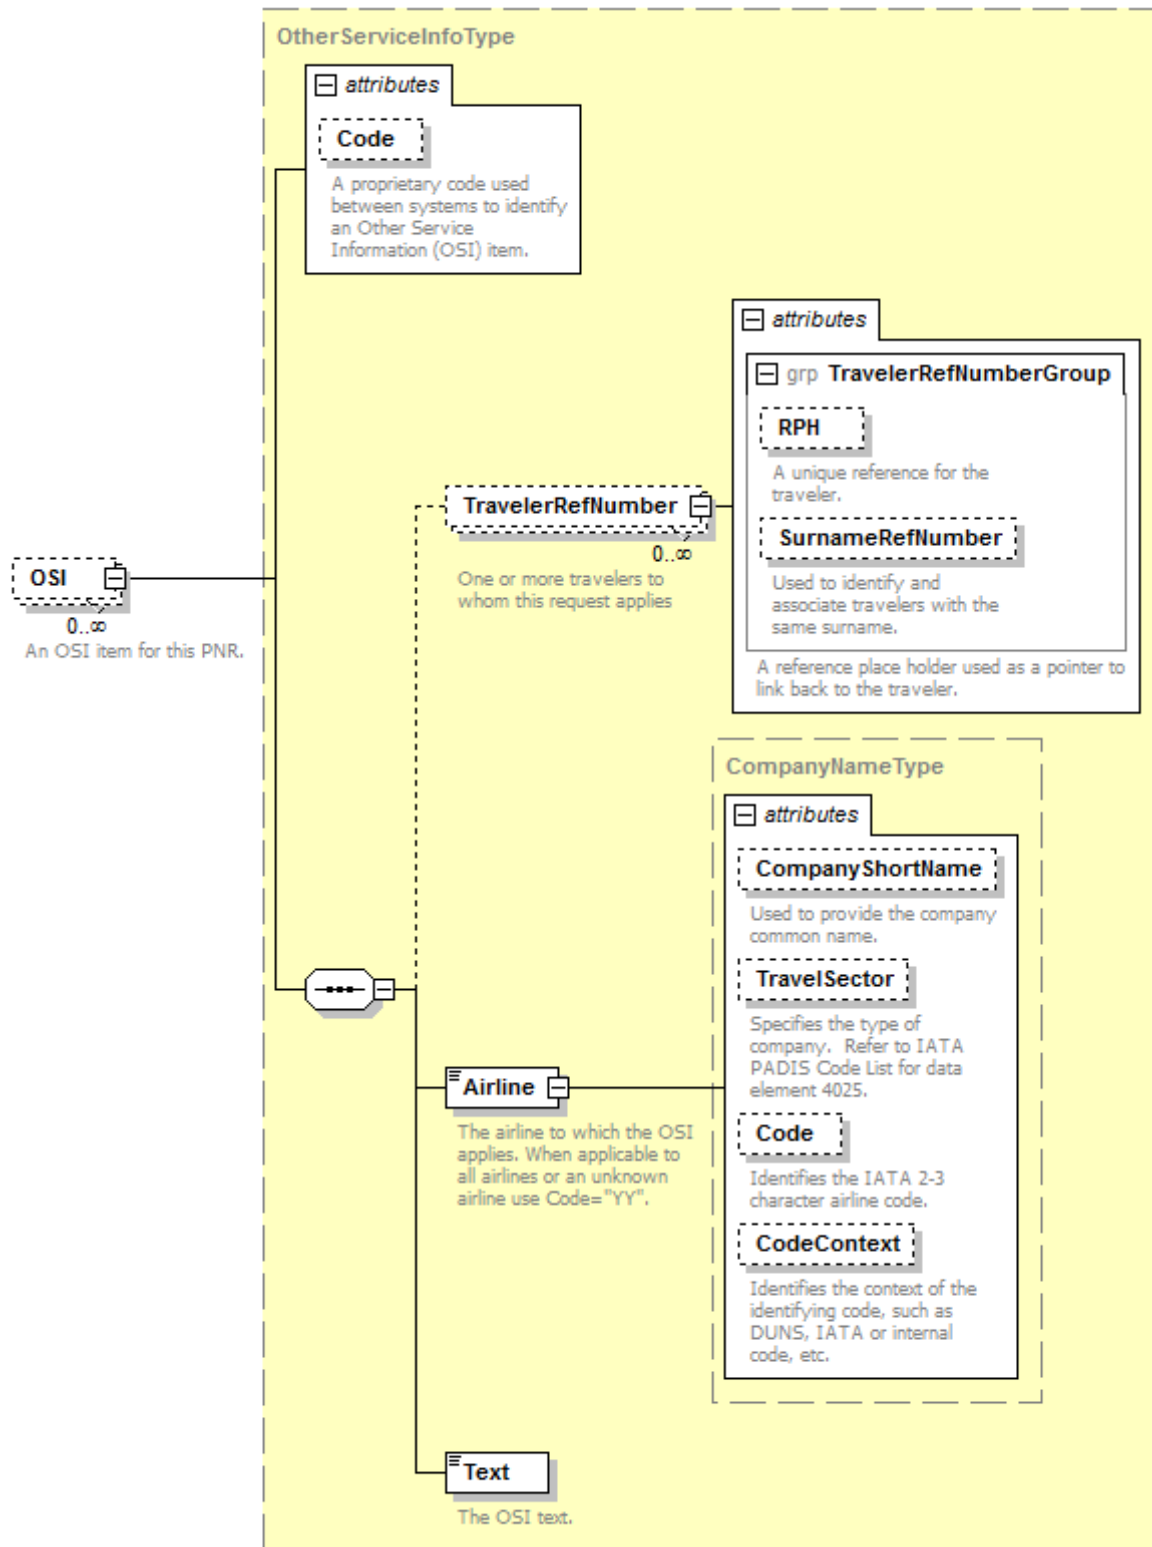 OtherServiceInfoType
attributes
Code
A proprietary code used
between systems to identify
an Other Service
Information (OSI) item.
attributes
grp TravelerRefNumberGroup
RPH
A unique reference for the
traveler.
SurnameRefNumber
Used to identify and
associate travelers with the
same surname.
A reference place holder used as a pointer to
link back to the traveler.
TravelerRefNumber
0..∞
One or more travelers to
whom this request applies
OSI
0..∞
An OSI item for this PNR.
CompanyNameType
attributes
CompanyShortName
Used to provide the company
common name.
TravelSector
Specifies the type of
company.  Refer to IATA
PADIS Code List for data
element 4025.
Code
Identifies the IATA 2-3
character airline code.
CodeContext
Identifies the context of the
identifying code, such as
DUNS, IATA or internal
code, etc.
Airline
The airline to which the OSI
applies. When applicable to
all airlines or an unknown
airline use Code="YY".
Text
The OSI text.